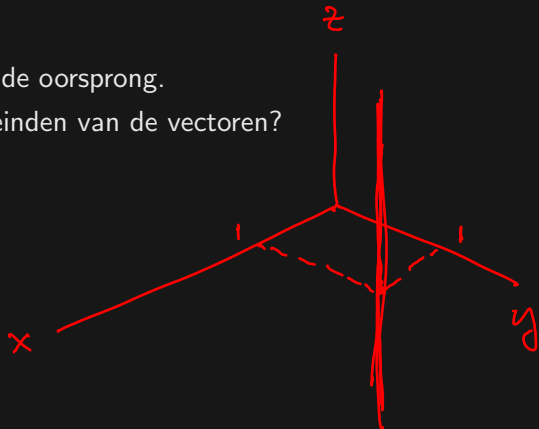 z
de oorsprong.
einden van de vectoren?
1
1
x
y